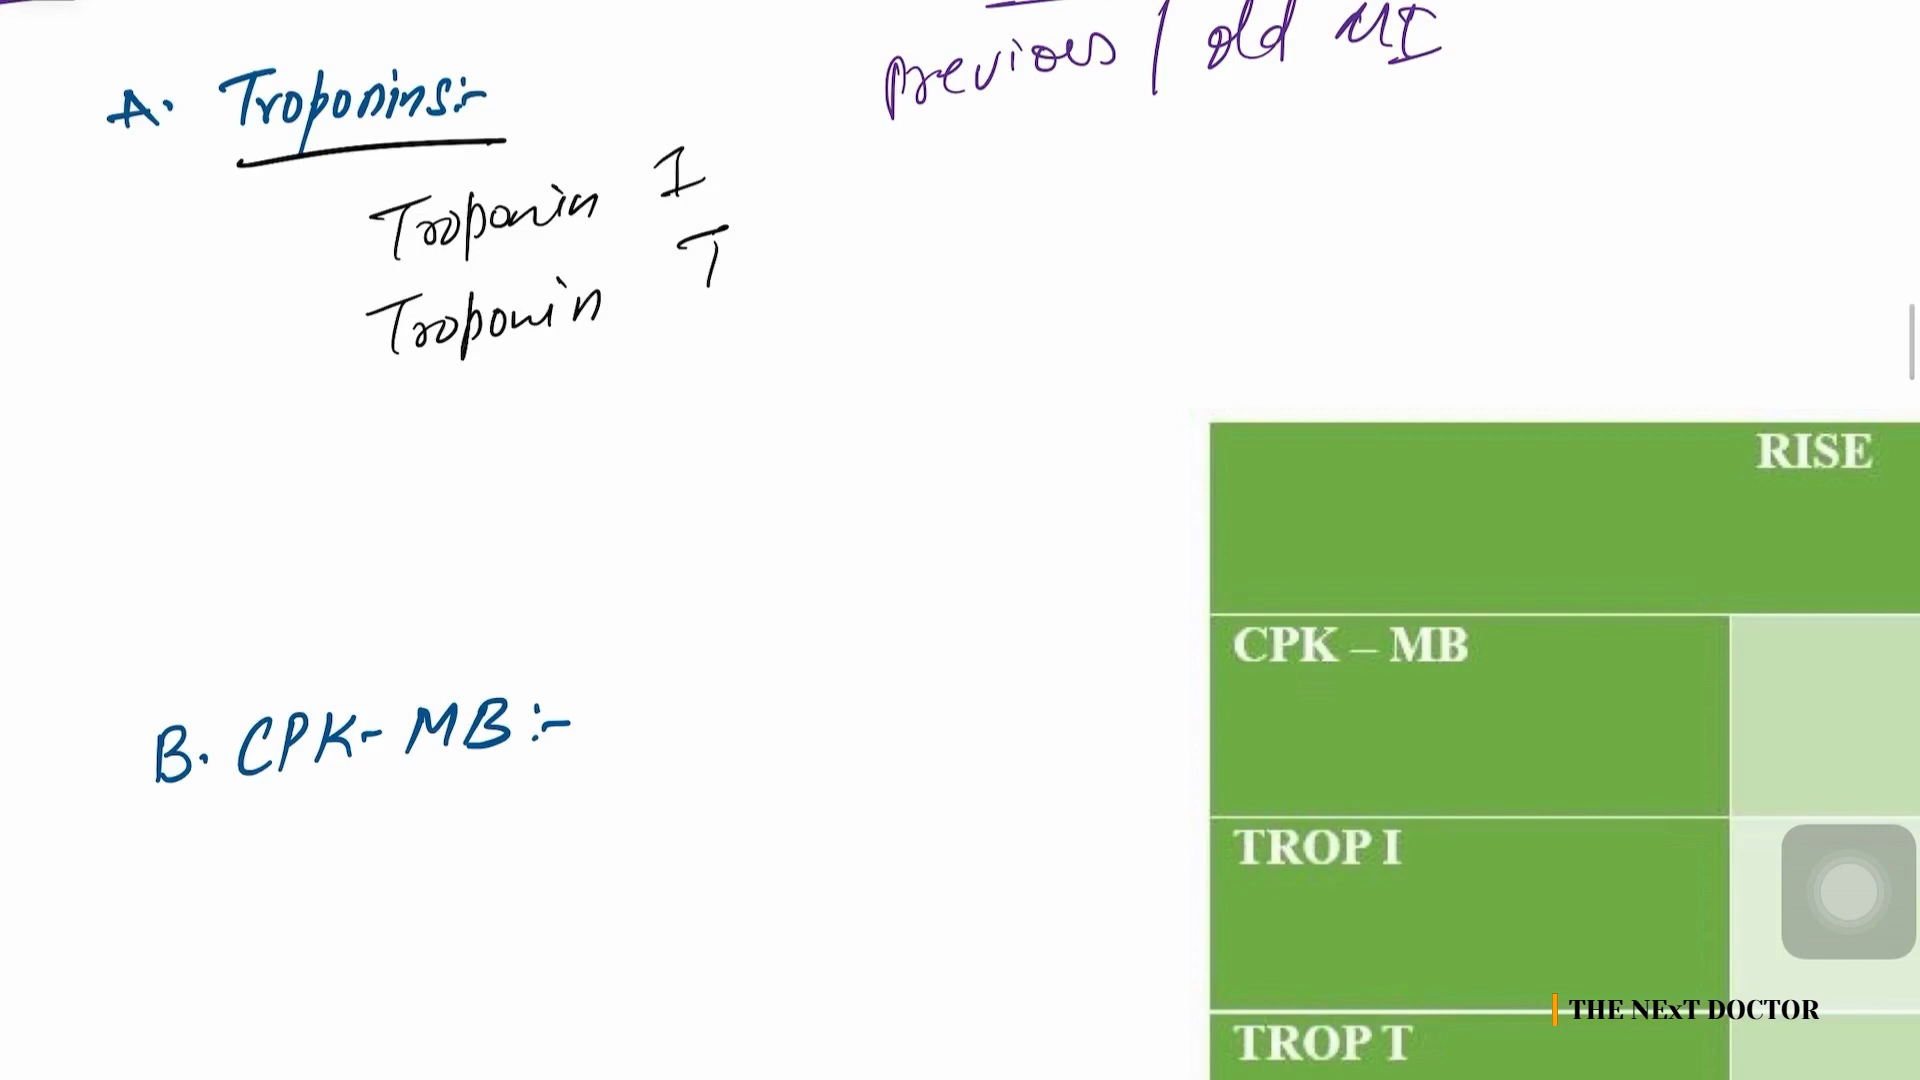 previous / old MI
A. Troponins:-
Troponin I
Troponin T
RISE
CPK – MB
B. CPK- MB :-
TROP I
THE NExT DOCTOR
TROP T